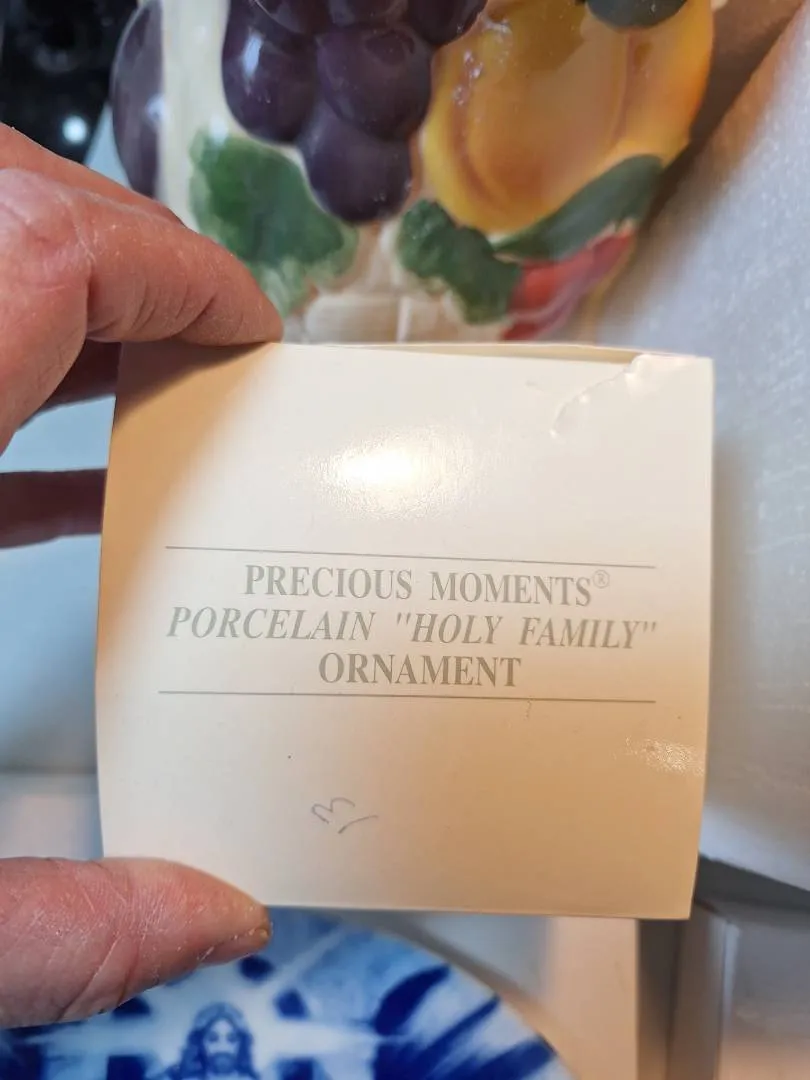 PRECIOUS MOMENTS®
PORCELAIN "HOLY FAMILY"
ORNAMENT